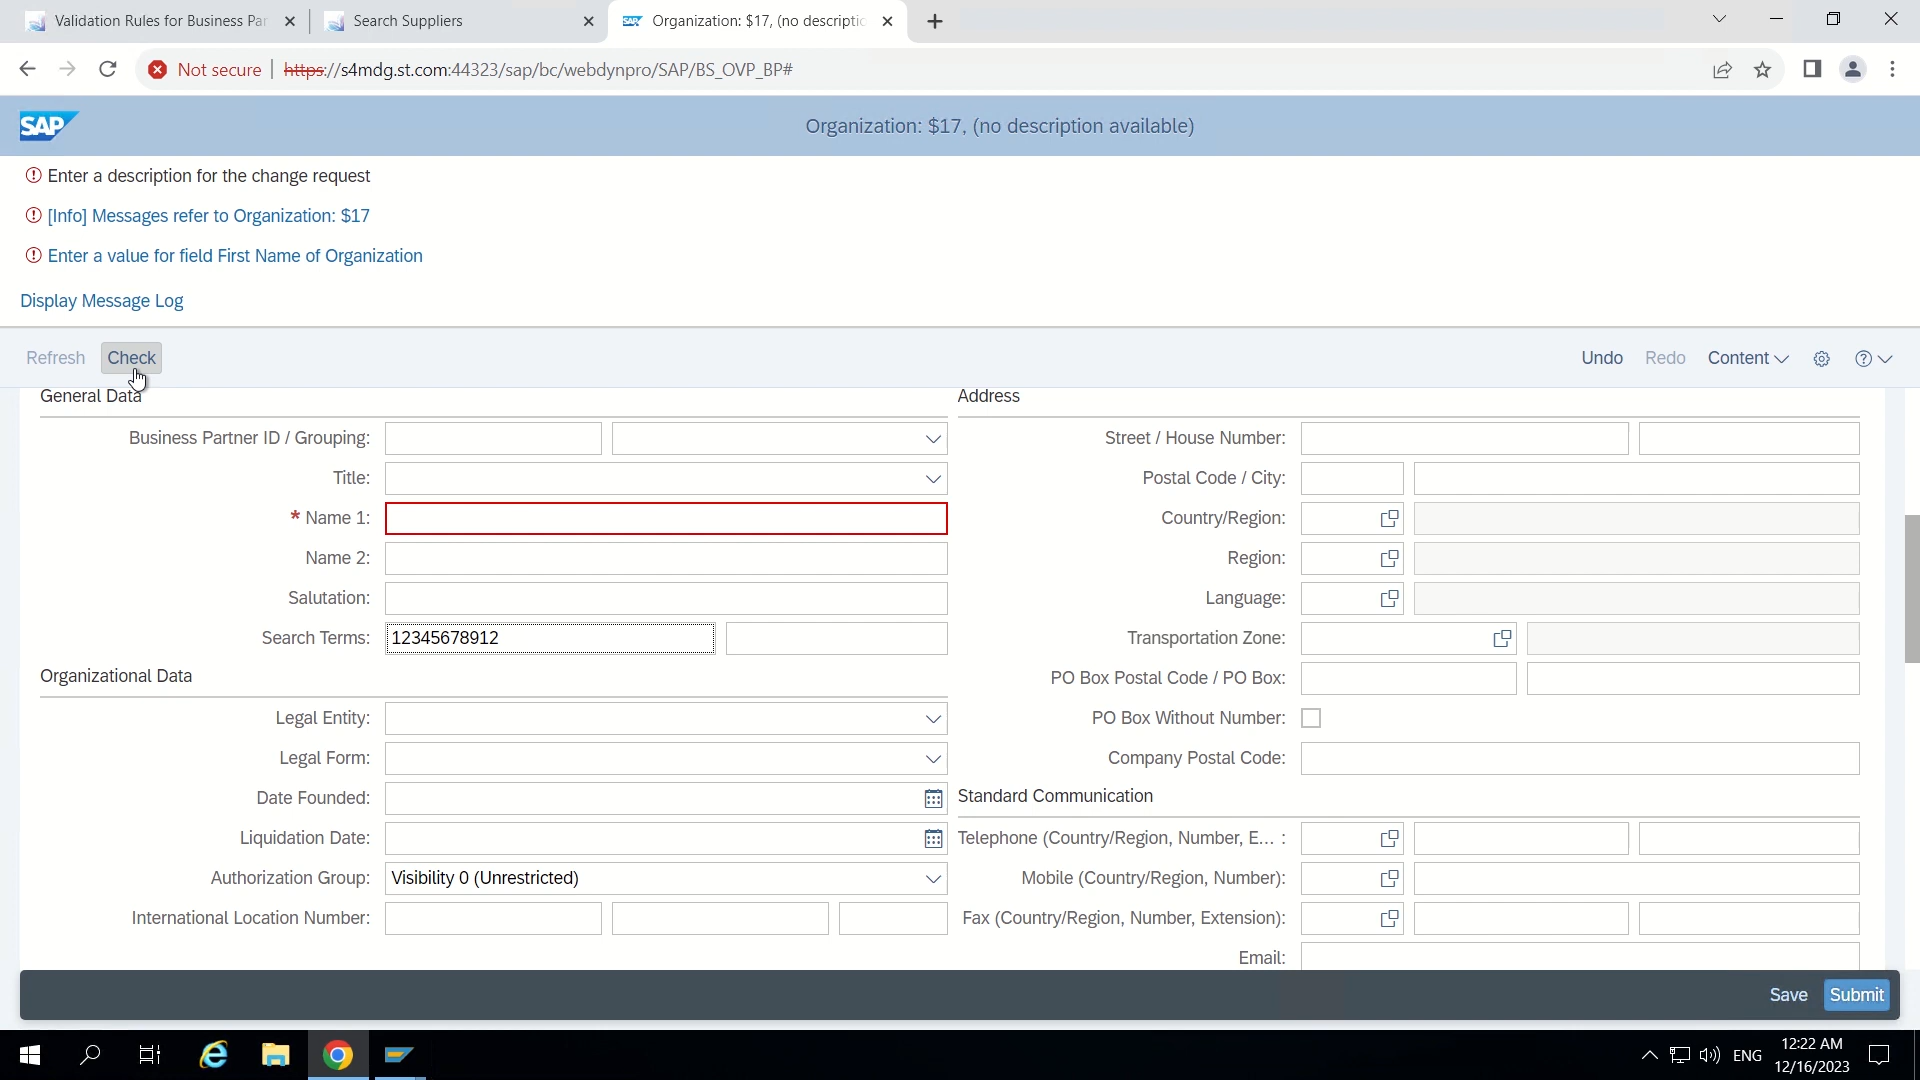 Validation Rules for Business Par
Search Suppliers
SAP Organization: $17, (no descriptio
Not secure https://s4mdg.st.com:44323/sap/bc/webdynpro/SAP/BS_OVP_BP#
SAP Organization: $17, (no description available)
Enter a description for the change request
[Info] Messages refer to Organization: $17
Enter a value for field First Name of Organization
Display Message Log
Refresh Check Undo Redo Content
General Data Address
Business Partner ID / Grouping: Street / House Number:
Title: Postal Code / City:
* Name 1: Country/Region:
Name 2: Region:
Salutation: Language:
Search Terms: 12345678912 Transportation Zone:
Organizational Data PO Box Postal Code / PO Box:
Legal Entity: PO Box Without Number:
Legal Form: Company Postal Code:
Date Founded: Standard Communication
Liquidation Date: Telephone (Country/Region, Number, E... :
Authorization Group: Visibility 0 (Unrestricted) Mobile (Country/Region, Number):
International Location Number: Fax (Country/Region, Number, Extension):
Email:
Save Submit
ENG 12:22 AM
12/16/2023